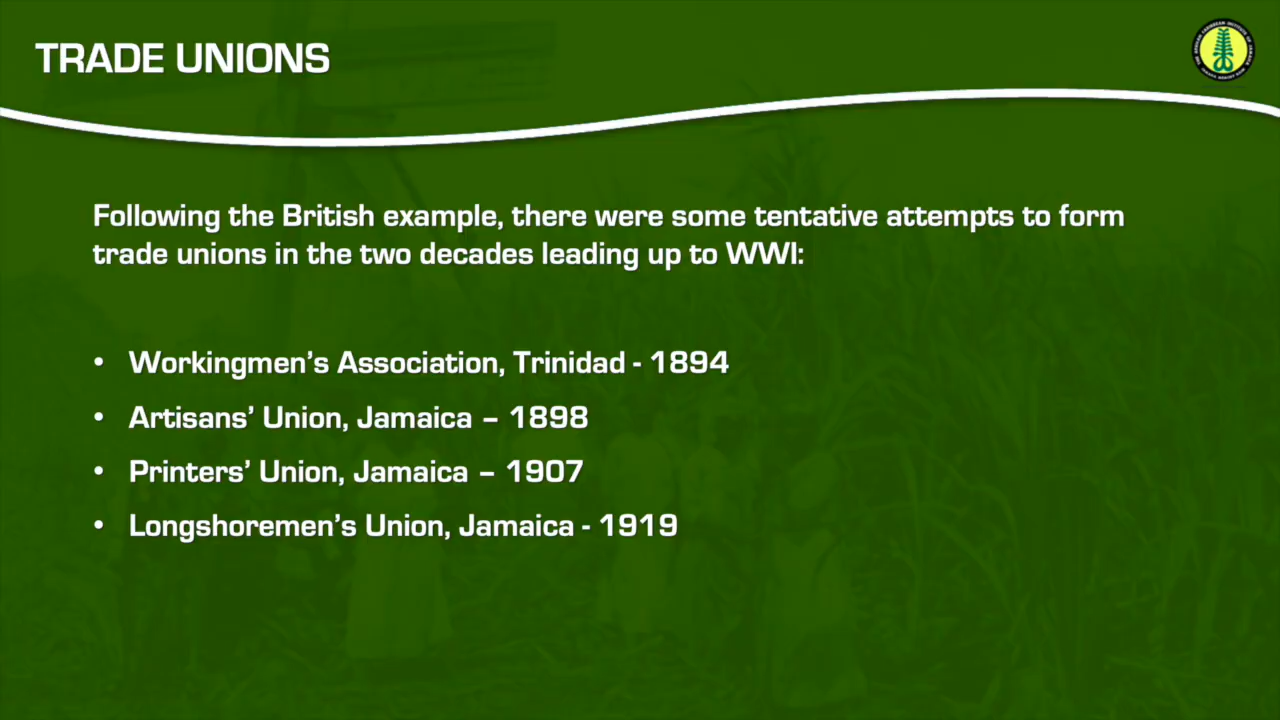 TRADE UNIONS
Following the British example, there were some tentative attempts to form
trade unions in the two decades leading up to WWI:
• Workingmen’s Association, Trinidad - 1894
• Artisans’ Union, Jamaica – 1898
• Printers’ Union, Jamaica – 1907
• Longshoremen’s Union, Jamaica - 1919